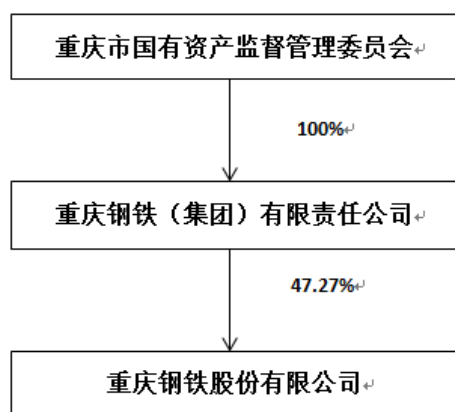 重庆市国有资产监督管理委员会
100%
重庆钢铁（集团）有限责任公司
47.27%
重庆钢铁股份有限公司